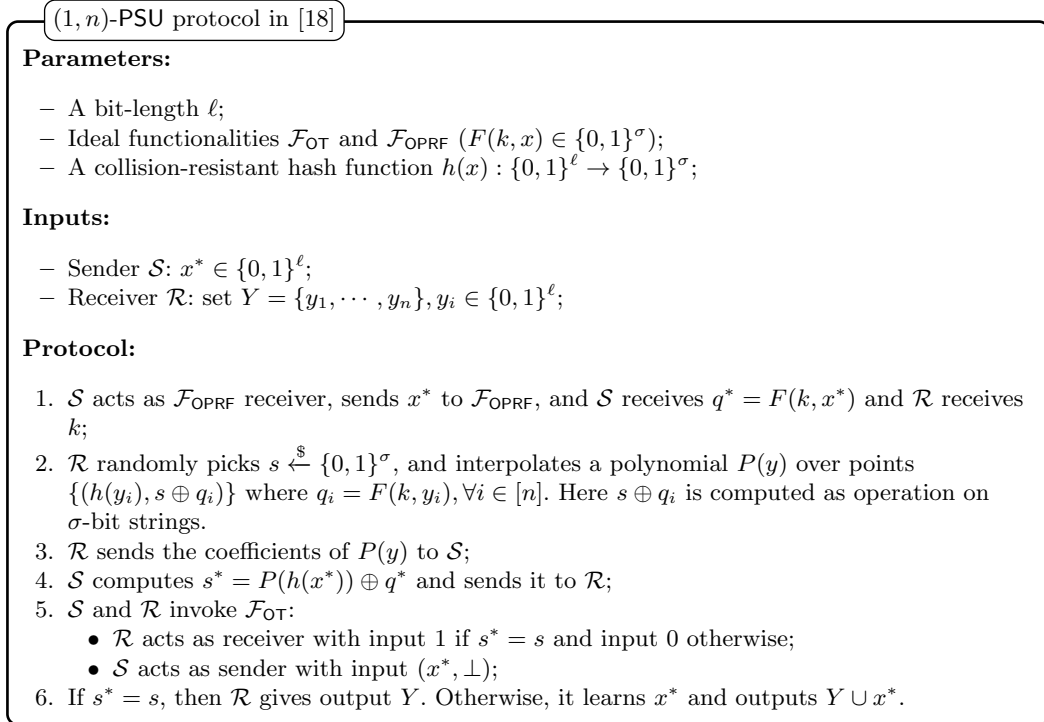 (1, n)-PSU protocol in [18]
Parameters:
– A bit-length ℓ;
– Ideal functionalities 𝓕_OT and 𝓕_OPRF (F(k, x) ∈ {0, 1}^σ);
– A collision-resistant hash function h(x) : {0, 1}^ℓ → {0, 1}^σ;
Inputs:
– Sender 𝒮: x* ∈ {0, 1}^ℓ;
– Receiver ℛ: set Y = {y_1, ··· , y_n}, y_i ∈ {0, 1}^ℓ;
Protocol:
1. 𝒮 acts as 𝓕_OPRF receiver, sends x* to 𝓕_OPRF, and 𝒮 receives q* = F(k, x*) and ℛ receives
k;
2. ℛ randomly picks s ←$ {0, 1}^σ, and interpolates a polynomial P(y) over points
{(h(y_i), s ⊕ q_i)} where q_i = F(k, y_i), ∀i ∈ [n]. Here s ⊕ q_i is computed as operation on
σ-bit strings.
3. ℛ sends the coefficients of P(y) to 𝒮;
4. 𝒮 computes s* = P(h(x*)) ⊕ q* and sends it to ℛ;
5. 𝒮 and ℛ invoke 𝓕_OT:
• ℛ acts as receiver with input 1 if s* = s and input 0 otherwise;
• 𝒮 acts as sender with input (x*, ⊥);
6. If s* = s, then ℛ gives output Y. Otherwise, it learns x* and outputs Y ∪ x*.